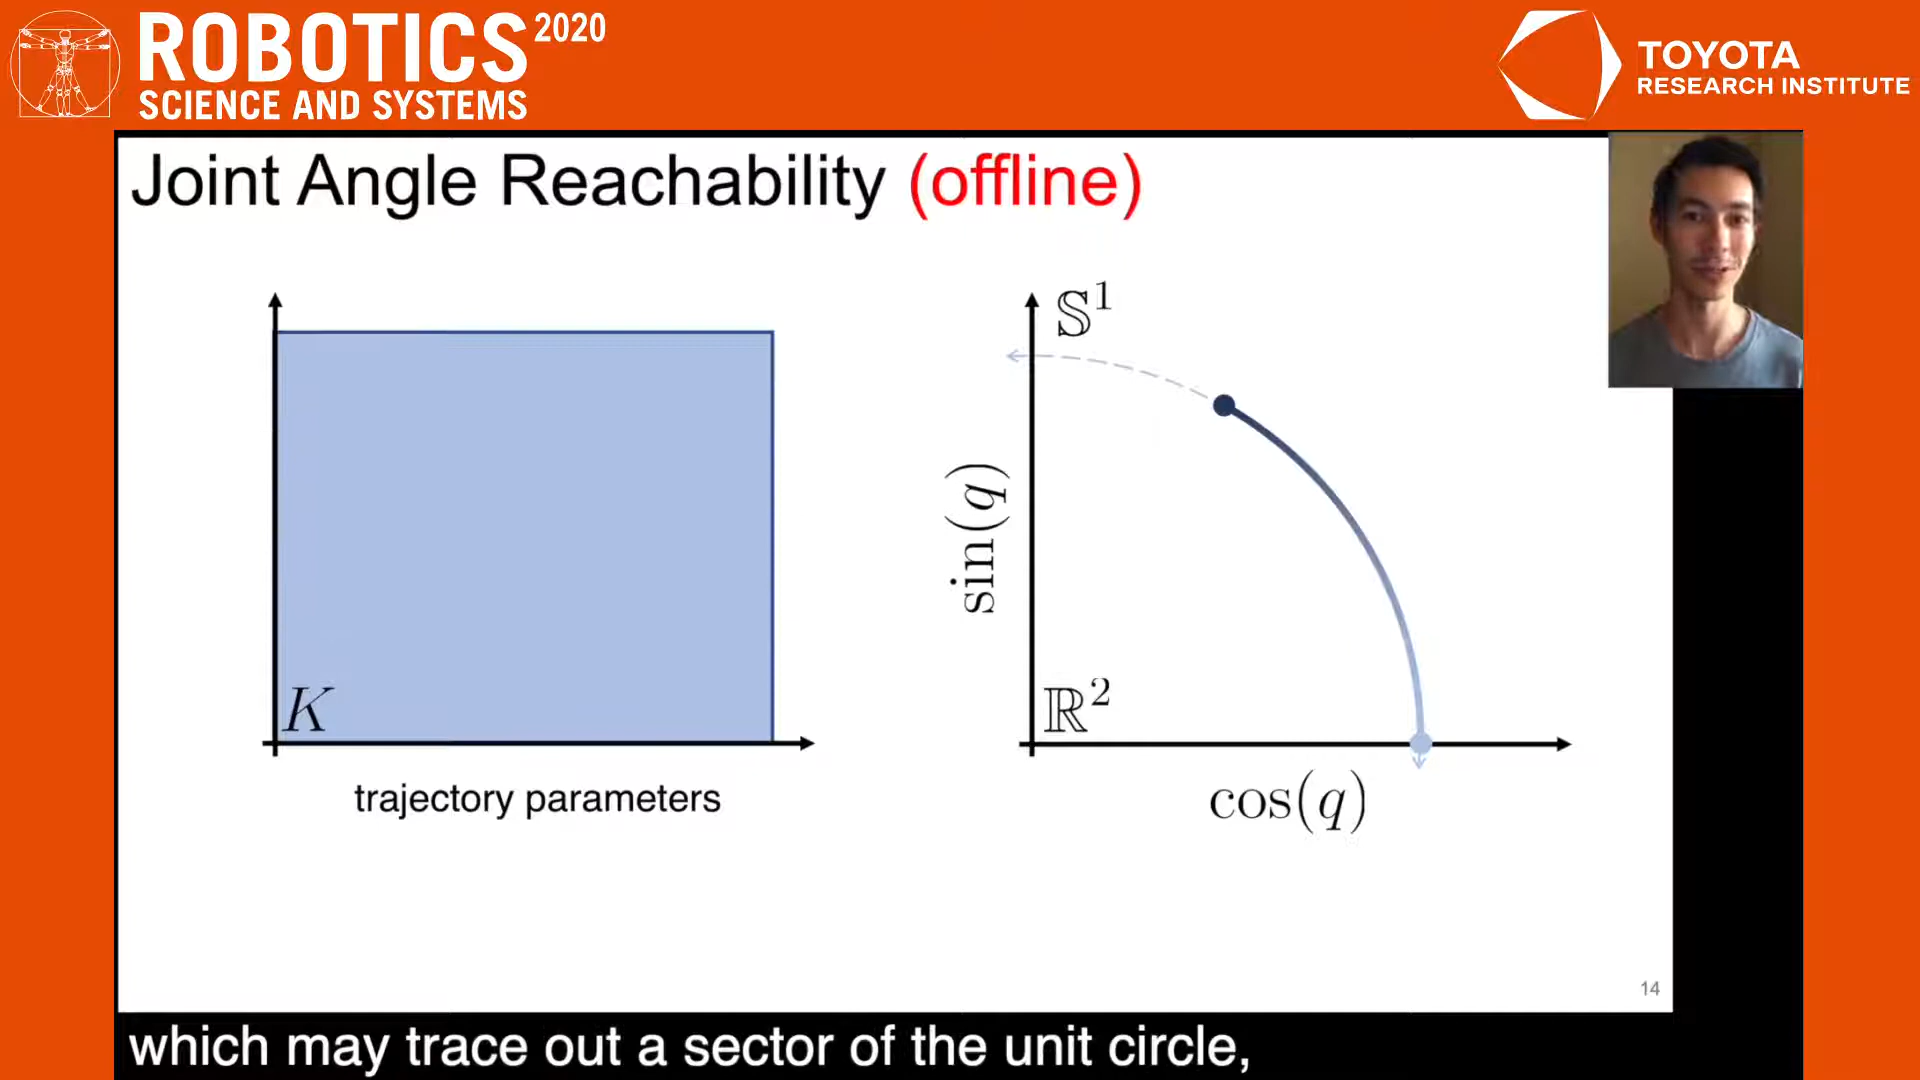 ROBOTICS 2020
SCIENCE AND SYSTEMS
TOYOTA
RESEARCH INSTITUTE
Joint Angle Reachability (offline)
K
trajectory parameters
𝕊¹
sin(q)
ℝ²
cos(q)
14
which may trace out a sector of the unit circle,